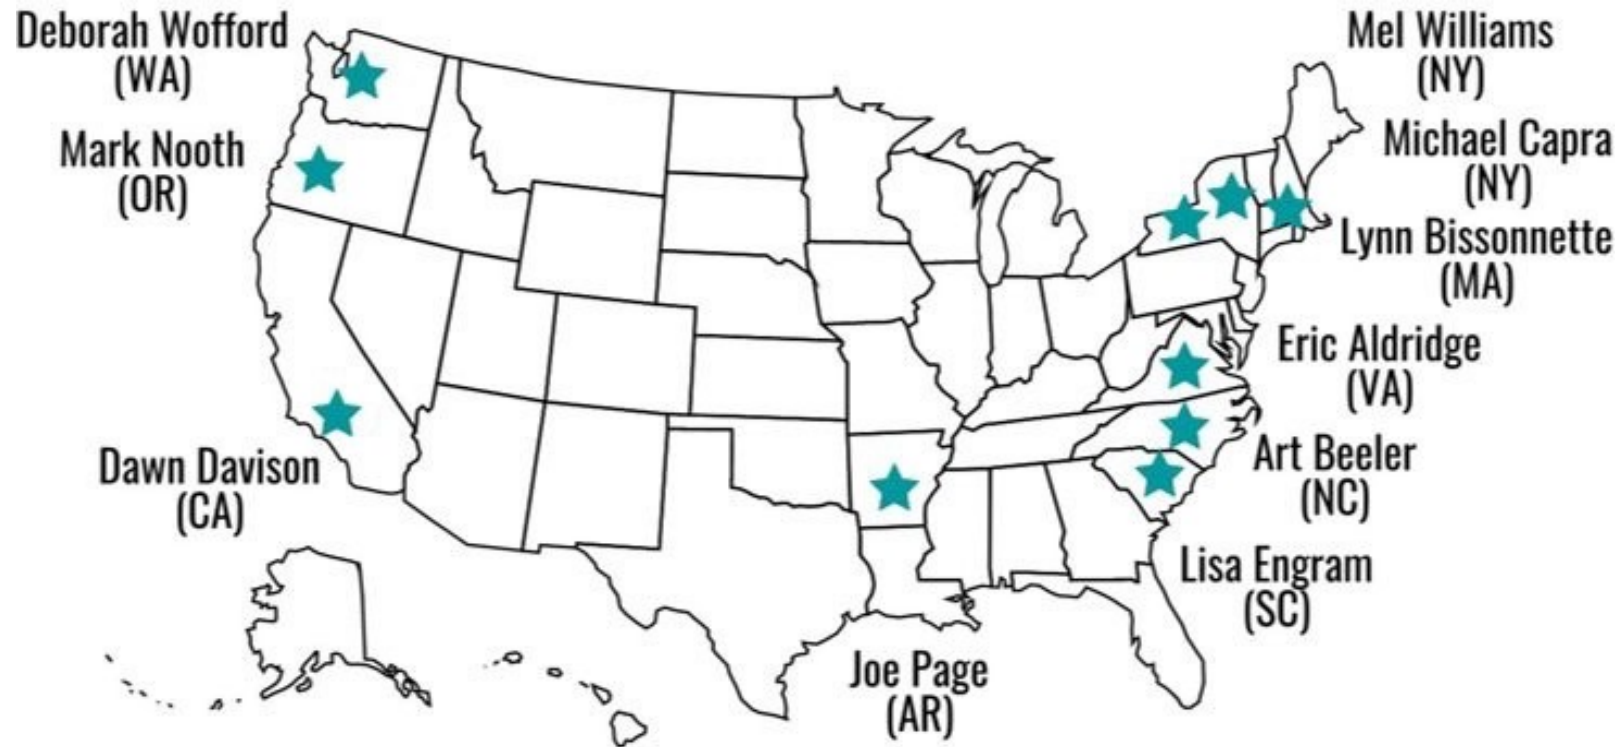 Deborah Wofford
(WA)
Mark Nooth
(OR)
Dawn Davison
(CA)
Mel Williams
(NY)
Michael Capra
(NY)
Lynn Bissonnette
(MA)
Eric Aldridge
(VA)
Art Beeler
(NC)
Lisa Engram
(SC)
Joe Page
(AR)